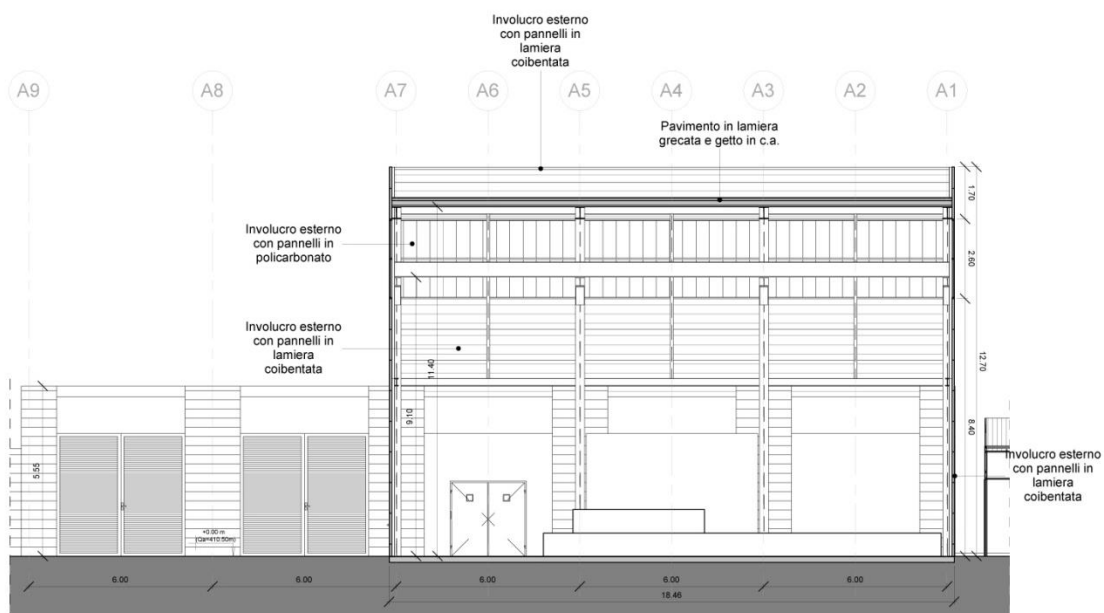 Involucro esterno
con pannelli in
lamiera
coibentata
A9
A8
A7
A6
A5
A4
A3
A2
A1
Pavimento in lamiera
grecata e getto in c.a.
1.70
Involucro esterno
con pannelli in
policarbonato
2.60
Involucro esterno
con pannelli in
lamiera
coibentata
11.40
12.70
9.10
8.40
5.55
Involucro esterno
con pannelli in
lamiera
coibentata
+0.00 m
(Qa=410.50m)
6.00
6.00
6.00
6.00
6.00
18.46